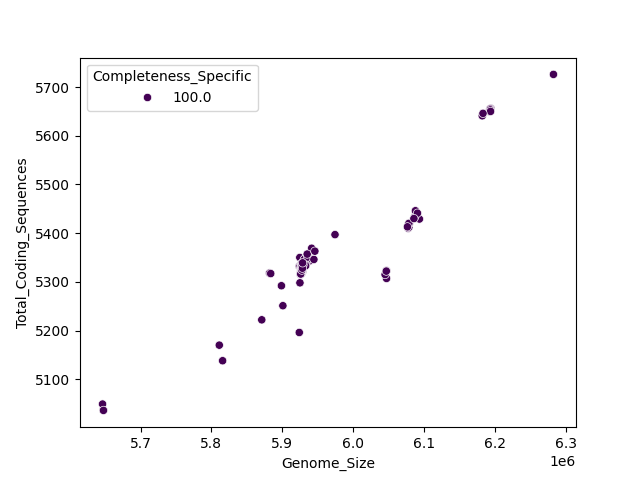 Completeness_Specific
100.0
Total_Coding_Sequences
5700
5600
5500
5400
5300
5200
5100
5.7 5.8 5.9 6.0 6.1 6.2 6.3
1e6
Genome_Size